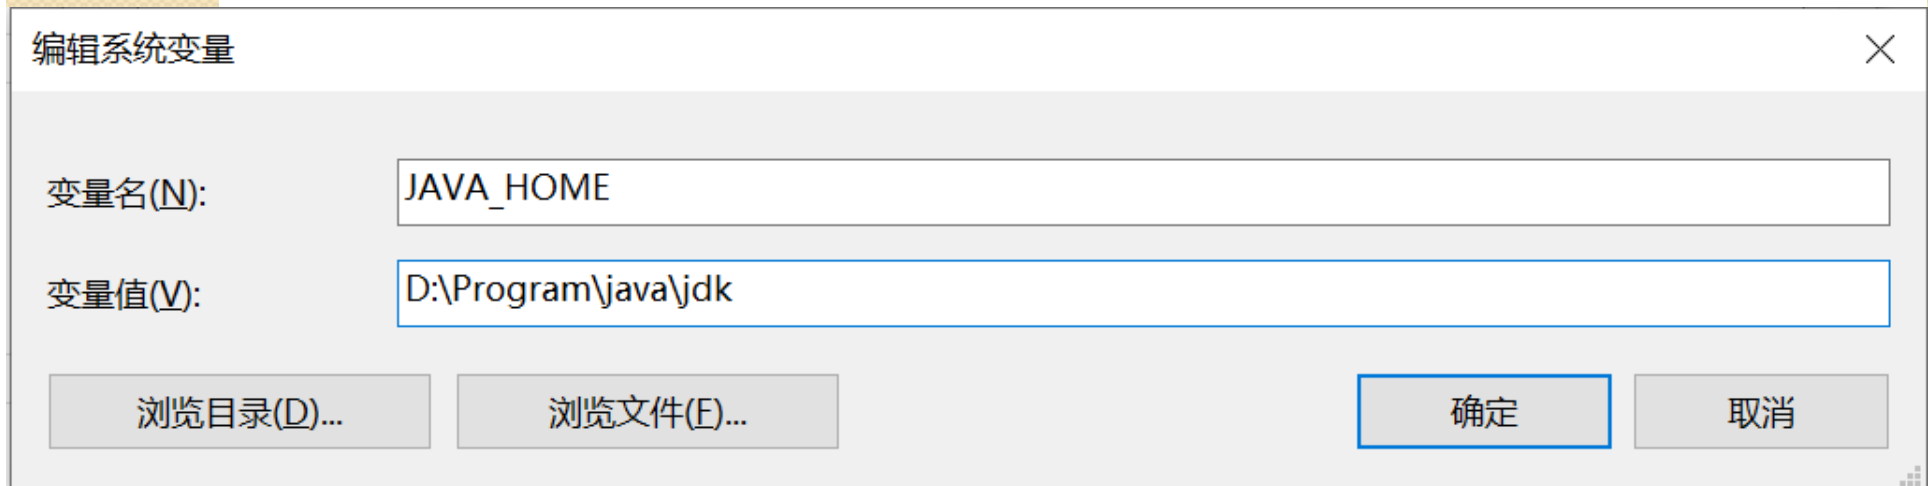 编辑系统变量
变量名(N): JAVA_HOME
变量值(V): D:\Program\java\jdk
浏览目录(D)... 浏览文件(F)... 确定 取消